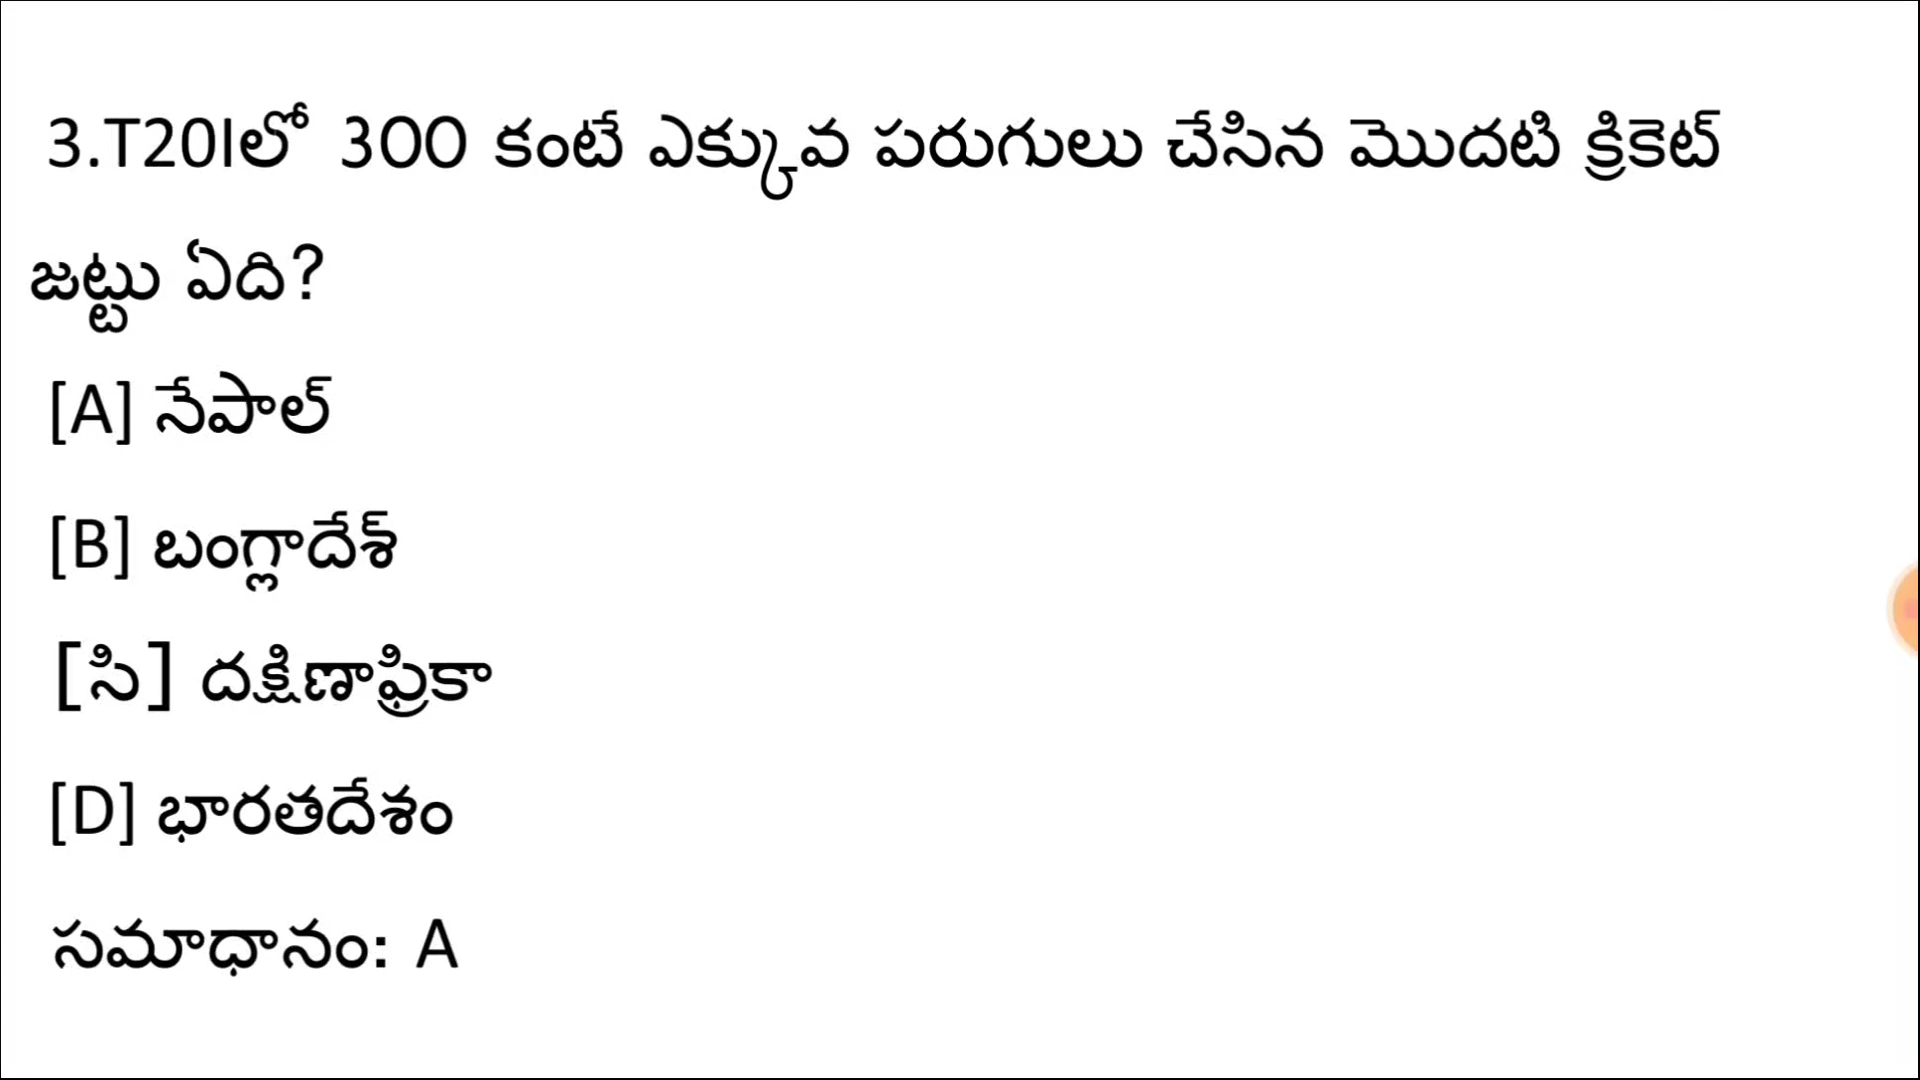 3.T20Iలో 300 కంటే ఎక్కువ పరుగులు చేసిన మొదటి క్రికెట్
జట్టు ఏది?
[A] నేపాల్
[B] బంగ్లాదేశ్
[సి] దక్షిణాఫ్రికా
[D] భారతదేశం
సమాధానం: A